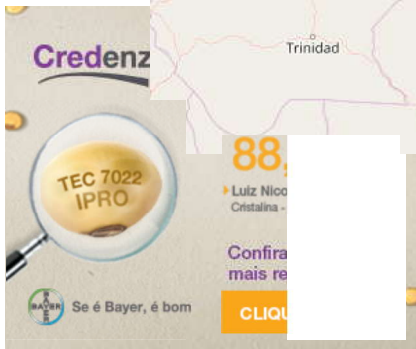 Trinidad
Credenz
TEC 7022
IPRO
88,
Luiz Nico
Cristalina -
Confira
mais re
BAYER
Se é Bayer, é bom
CLIQU